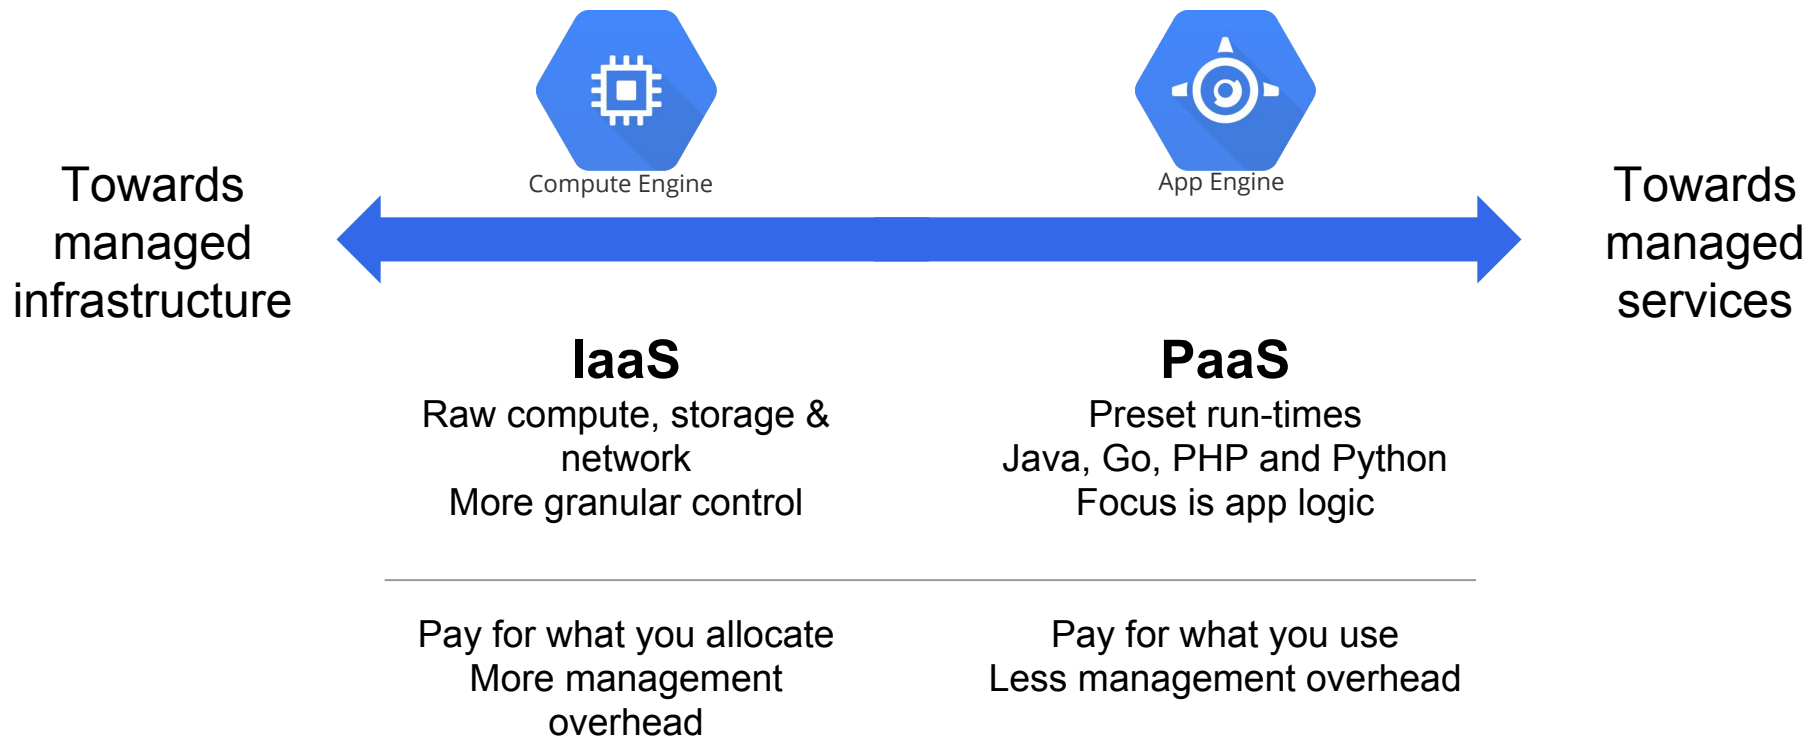 Compute Engine
App Engine
Towards
managed
infrastructure
Towards
managed
services
IaaS
Raw compute, storage &
network
More granular control
PaaS
Preset run-times
Java, Go, PHP and Python
Focus is app logic
Pay for what you allocate
More management
overhead
Pay for what you use
Less management overhead